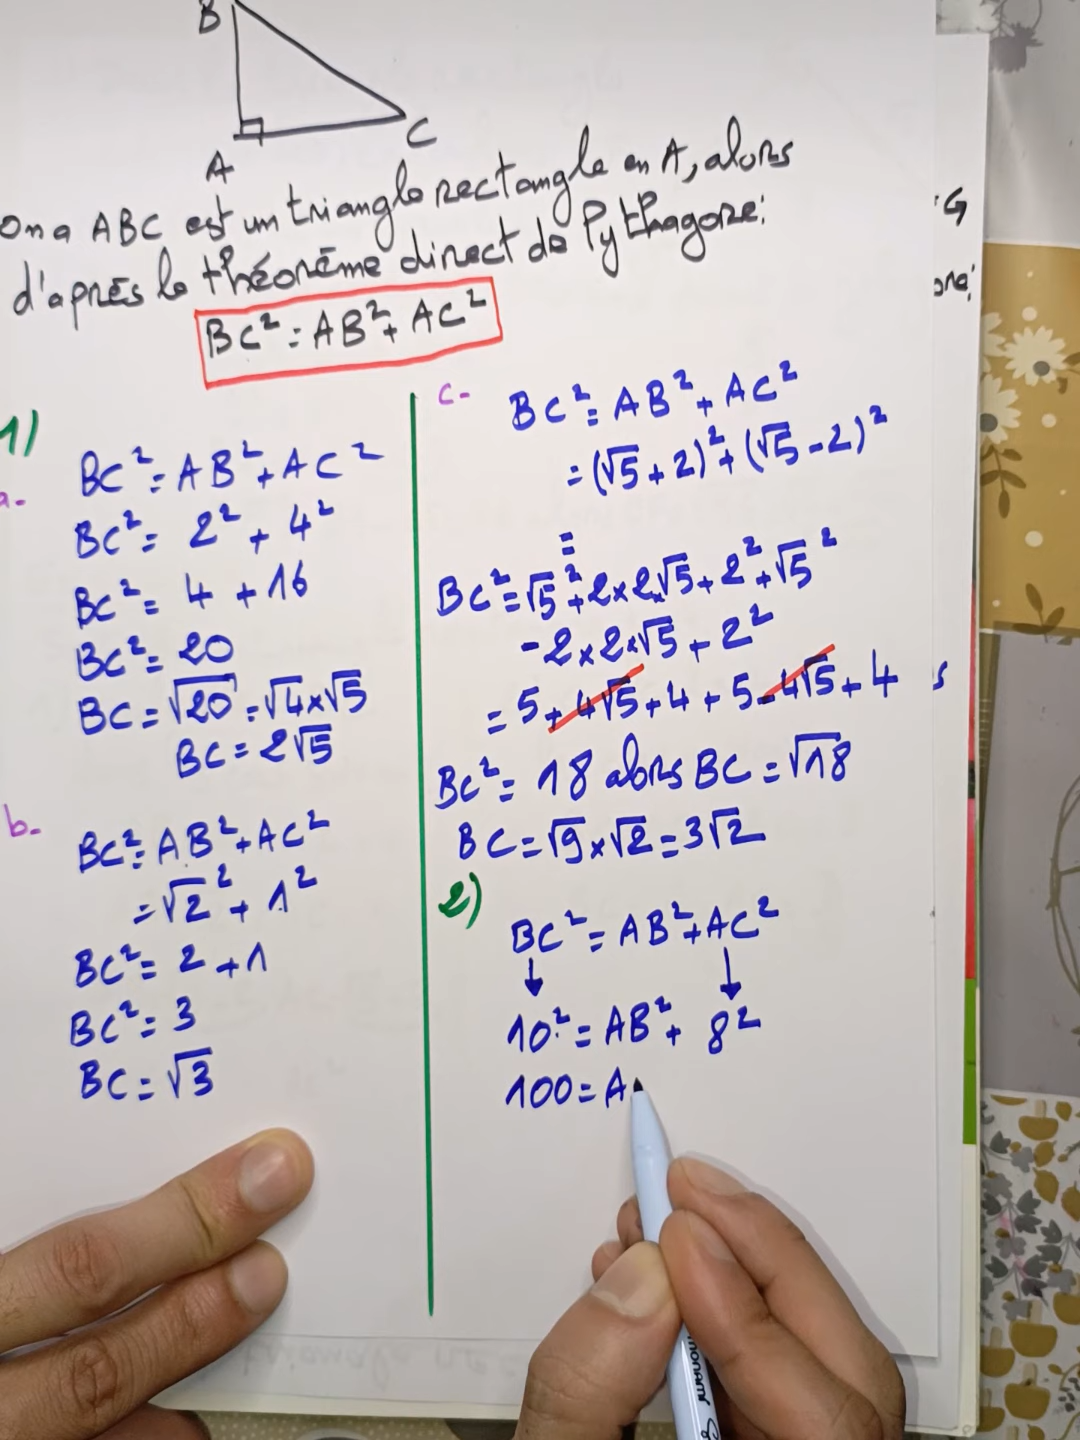 B
A
C
On a ABC est un triangle rectangle en A, alors
d'après le théorème direct de Pythagore:
BC² = AB² + AC²
1)
a-
BC² = AB² + AC²
BC² = 2² + 4²
BC² = 4 + 16
BC² = 20
BC = √20 = √4×√5
BC = 2√5
b-
BC² = AB² + AC²
= √2² + 1²
BC² = 2 + 1
BC² = 3
BC = √3
c-
BC² = AB² + AC²
= (√5 + 2)² + (√5 - 2)²
=
BC² = √5² + 2×2×√5 + 2² + √5²
- 2×2×√5 + 2²
= 5 + 4√5 + 4 + 5 - 4√5 + 4
BC² = 18 alors BC = √18
BC = √9×√2 = 3√2
2)
BC² = AB² + AC²
10² = AB² + 8²
100 = A